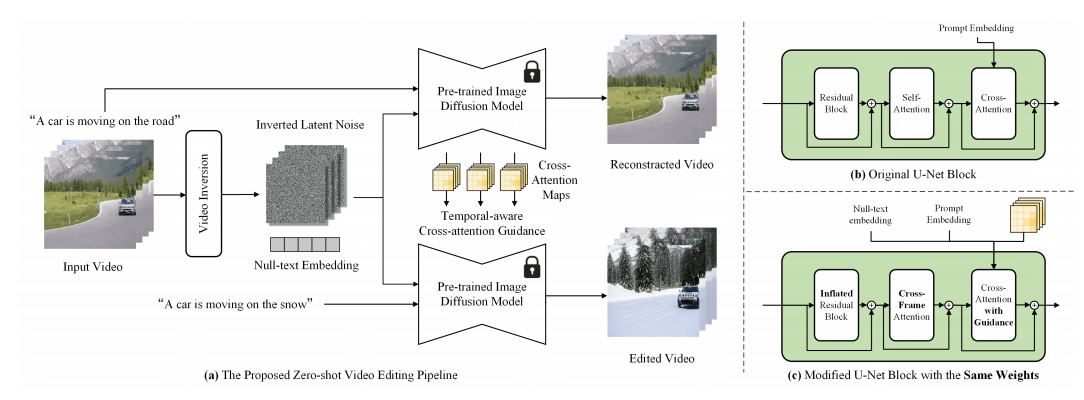 “A car is moving on the road”
Input Video
Video Inversion
Inverted Latent Noise
Null-text Embedding
“A car is moving on the snow”
Pre-trained Image
Diffusion Model
Cross-
Attention
Maps
Temporal-aware
Cross-attention Guidance
Pre-trained Image
Diffusion Model
Reconstracted Video
Edited Video
(a) The Proposed Zero-shot Video Editing Pipeline
Prompt Embedding
Residual
Block
Self-
Attention
Cross-
Attention
(b) Original U-Net Block
Null-text
embedding
Prompt
Embedding
Inflated
Residual
Block
Cross-
Frame
Attention
Cross-
Attention
with
Guidance
(c) Modified U-Net Block with the Same Weights